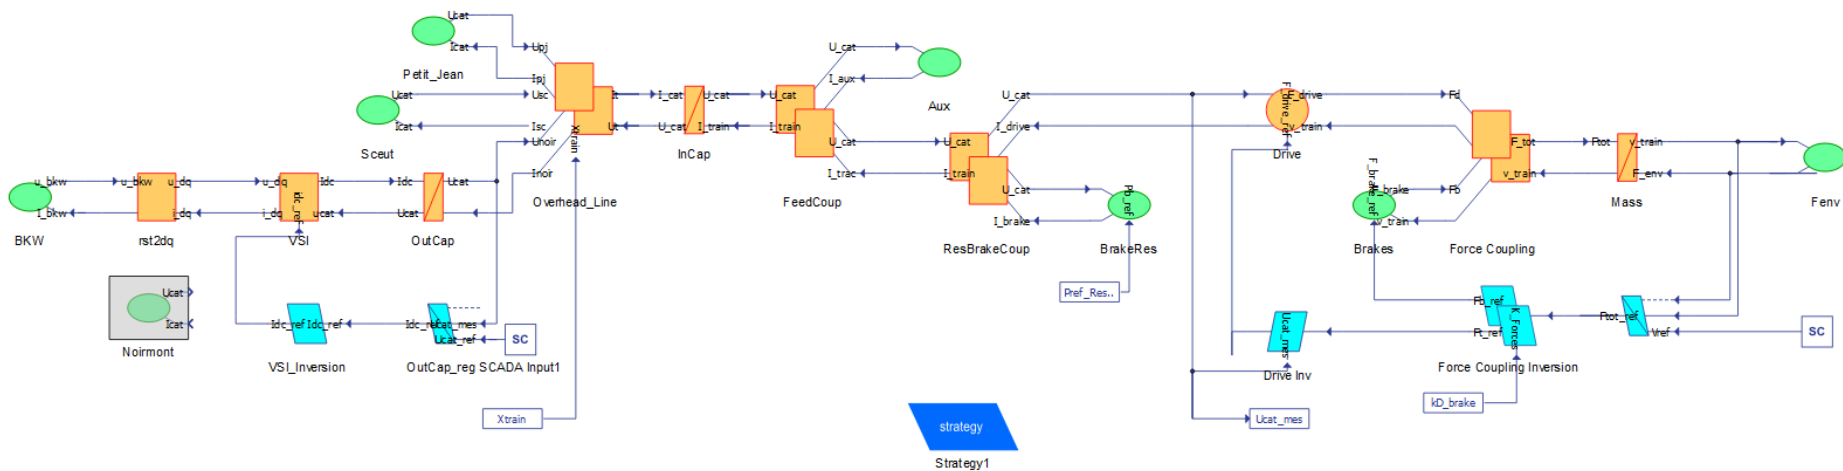 Ucat
Icat
Petit_Jean
Ucat
Icat
Sceut
Upj
Ipj
Usc
Isc
Unoir
Inoir
Xtrain
It
Ut
Overhead_Line
I_cat
U_cat
U_cat
I_train
InCap
U_cat
I_train
U_cat
I_aux
U_cat
I_trac
FeedCoup
Aux
U_cat
I_train
U_cat
I_drive
U_cat
I_brake
ResBrakeCoup
Pb_ref
BrakeRes
Pref_Res..
F_drive_ref
F_drive
v_train
Drive
Fd
v_train
F_brake
Fb
v_train
F_brake_ref
Brakes
F_tot
v_train
Force Coupling
Ftot
v_train
F_env
Mass
Fenv
u_bkw
I_bkw
BKW
u_bkw
u_dq
i_dq
rst2dq
u_dq
Idc
i_dq
ucat
idc_ref
VSI
Idc
Ucat
Ucat
OutCap
Ucat
Icat
Noirmont
Idc_ref
Idc_ref
VSI_Inversion
Idc_ref
Ucat_mes
Ucat_ref
SC
OutCap_reg
SCADA Input1
Xtrain
strategy
Strategy1
Ucat_mes
Drive Inv
Ucat_mes
Fb_ref
K_Forces
Ft_ref
Force Coupling Inversion
kD_brake
Ftot_ref
Vref
SC